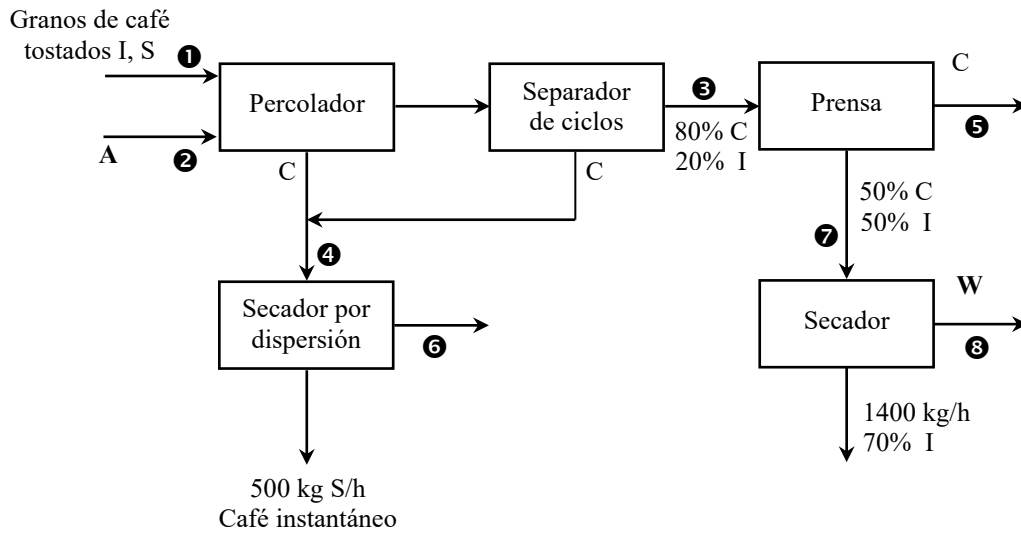 Granos de café
tostados I, S
❶
Percolador
A
❷
C
Separador
de ciclos
C
❸
80% C
20% I
Prensa
C
❺
50% C
50% I
❼
❹
Secador por
dispersión
❻
Secador
W
❽
1400 kg/h
70% I
500 kg S/h
Café instantáneo